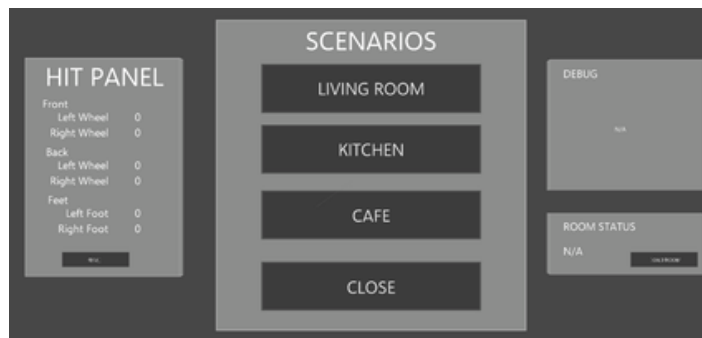 HIT PANEL
Front
Left Wheel 0
Right Wheel 0
Back
Left Wheel 0
Right Wheel 0
Feet
Left Foot 0
Right Foot 0
SCENARIOS
LIVING ROOM
KITCHEN
CAFE
CLOSE
DEBUG
N/A
ROOM STATUS
N/A